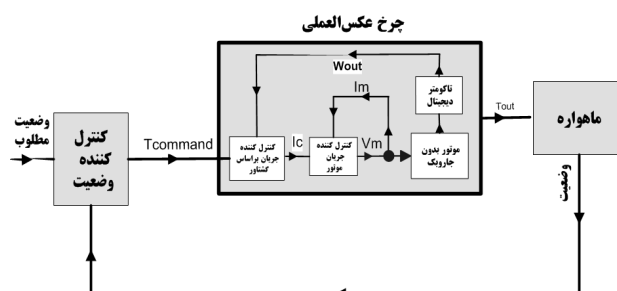 چرخ عکس‌العملی
Wout
Im
تاکومتر
دیجیتال
Tout
ماهواره
وضعیت
مطلوب
کنترل
کننده
وضعیت
Tcommand
کنترل کننده
جریان براساس
گشتاور
Ic
کنترل کننده
جریان
موتور
Vm
موتور بدون
جاروبک
وضعیت